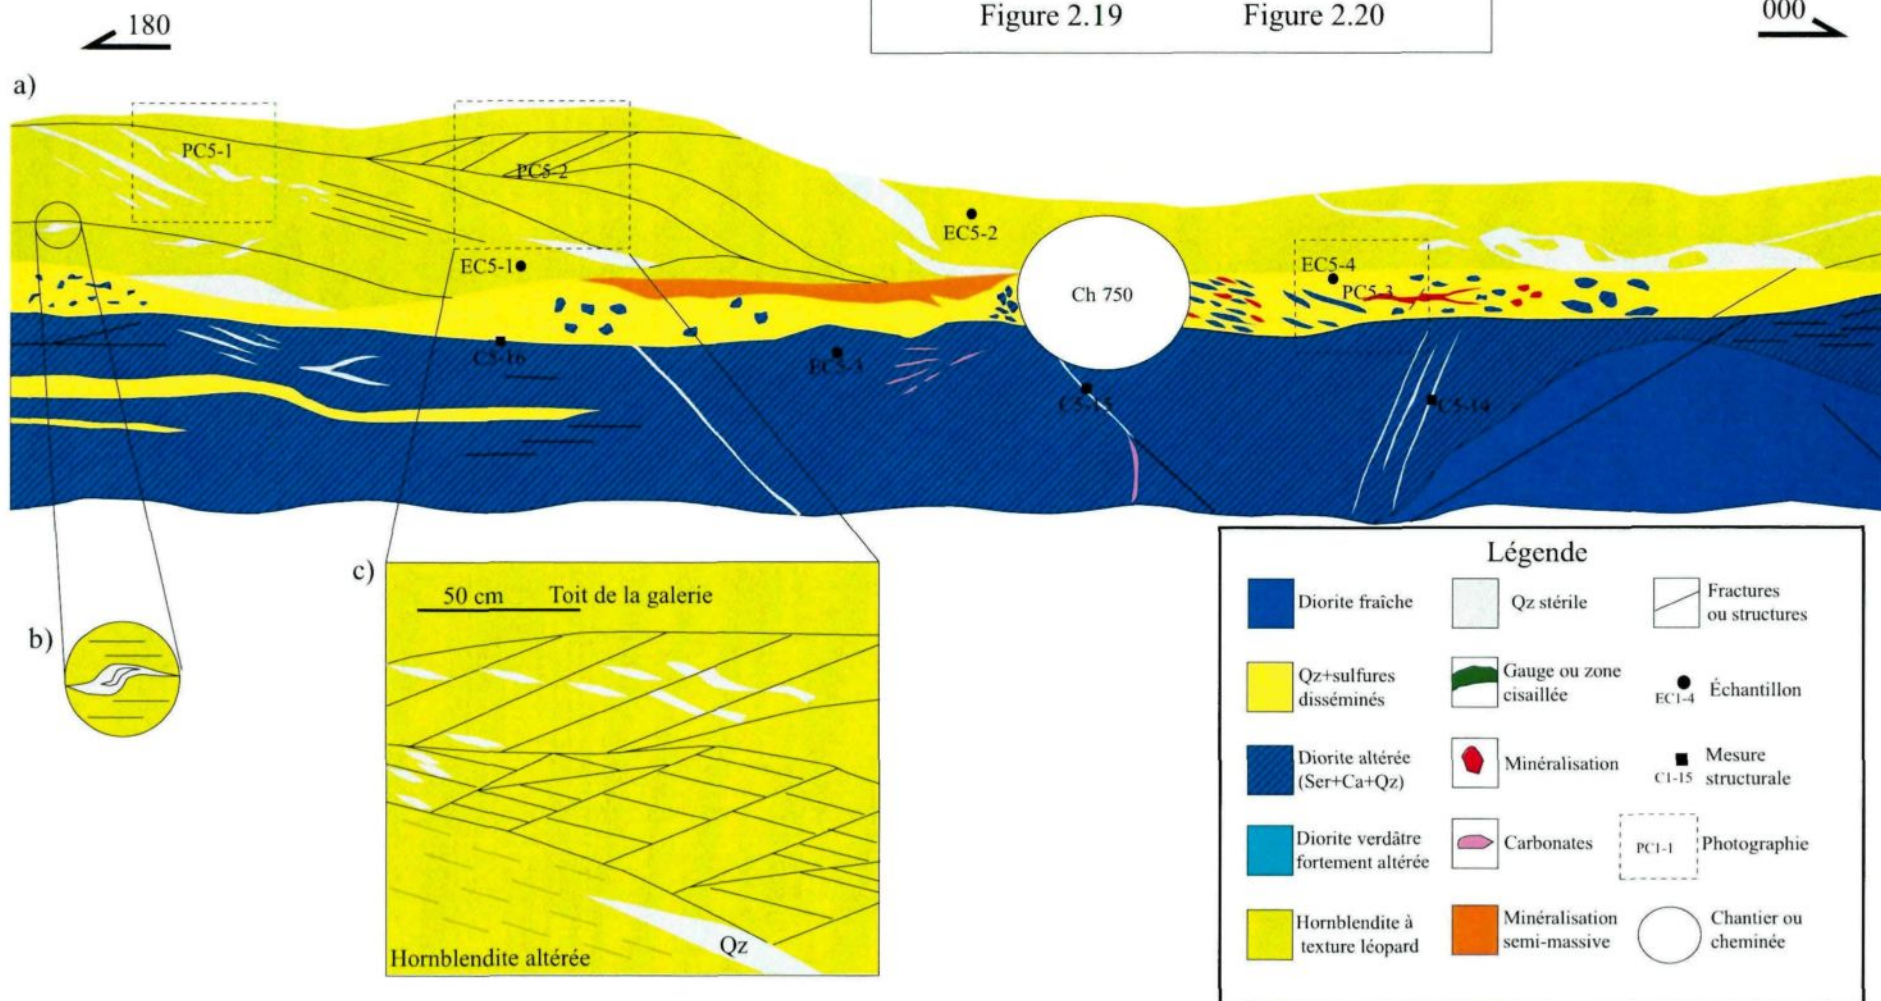 Figure 2.19 Figure 2.20
180
000
a)
PC5-1
PC5-2
EC5-2
EC5-1
EC5-4
PC5-3
Ch 750
C5-16
EC5-3
C5-15
C5-14
b)
c)
50 cm Toit de la galerie
Qz
Hornblendite altérée
Légende
Diorite fraîche
Qz+sulfures
disséminés
Diorite altérée
(Ser+Ca+Qz)
Diorite verdâtre
fortement altérée
Hornblendite à
texture léopard
Qz stérile
Gauge ou zone
cisaillée
Minéralisation
Carbonates
Minéralisation
semi-massive
Fractures
ou structures
EC1-4 Échantillon
C1-15 Mesure
structurale
PC1-1 Photographie
Chantier ou
cheminée